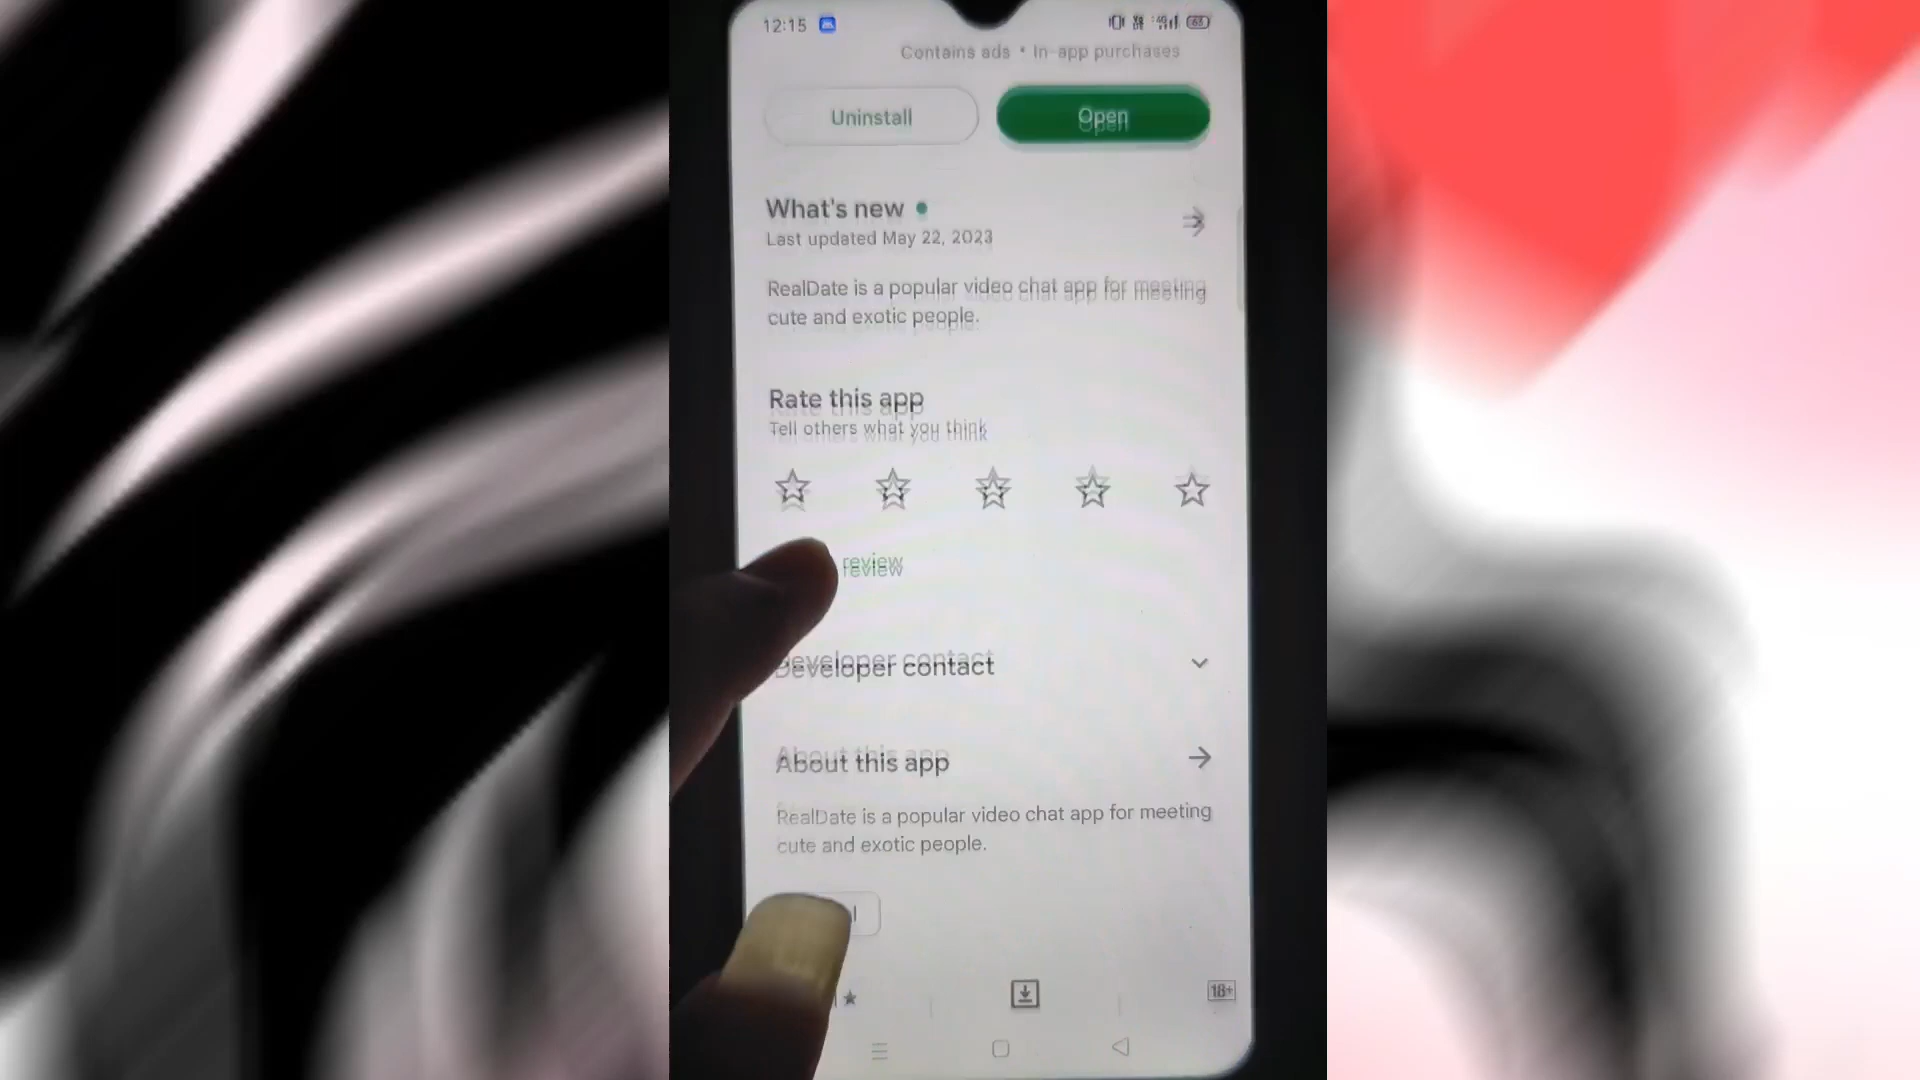 12:15
Contains ads • In-app purchases
Uninstall
Open
What's new
Last updated May 22, 2023
RealDate is a popular video chat app for meeting
cute and exotic people.
Rate this app
Tell others what you think
review
Developer contact
About this app
RealDate is a popular video chat app for meeting
cute and exotic people.
18+